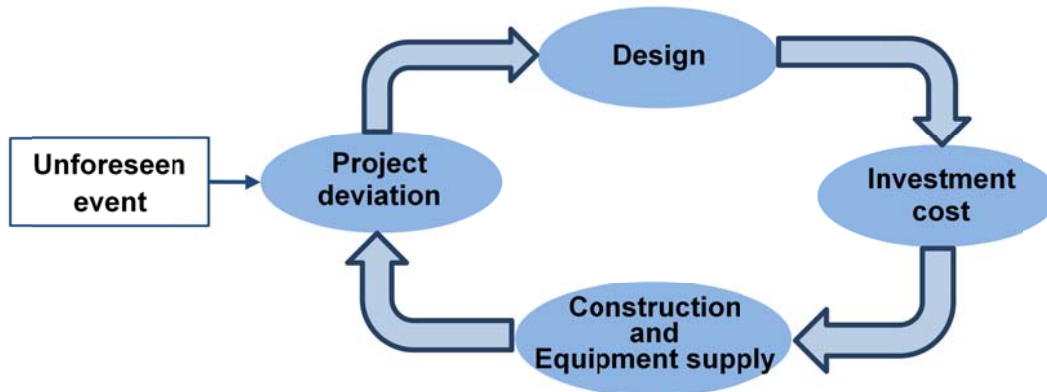 Design
Unforeseen
event
Project
deviation
Investment
cost
Construction
and
Equipment supply